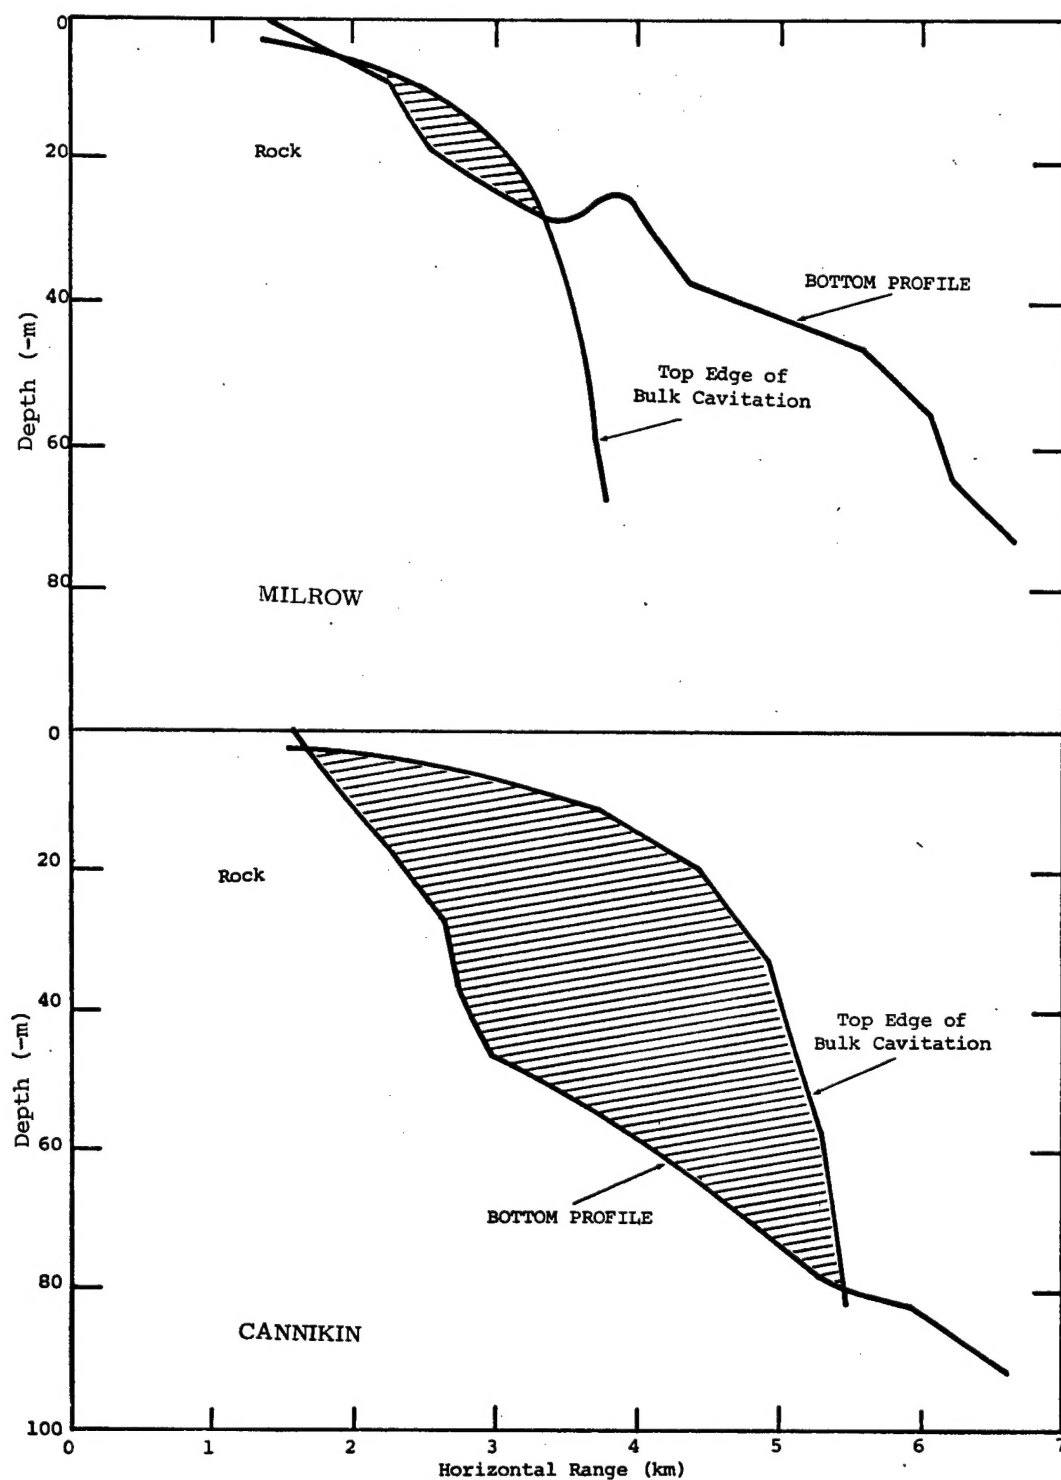 0
20
Rock
BOTTOM PROFILE
40
Depth (-m)
Top Edge of
Bulk Cavitation
60
80
MILROW
0
20
Rock
40
Top Edge of
Bulk Cavitation
Depth (-m)
60
BOTTOM PROFILE
80
CANNIKIN
100
0 1 2 3 4 5 6 7
Horizontal Range (km)